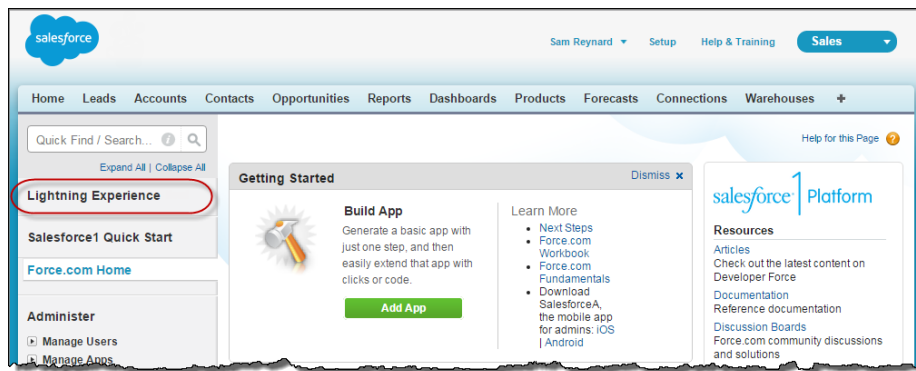 salesforce
Sam Reynard
Setup
Help & Training
Sales
Home Leads Accounts Contacts Opportunities Reports Dashboards Products Forecasts Connections Warehouses +
Quick Find / Search...
Expand All | Collapse All
Lightning Experience
Salesforce1 Quick Start
Force.com Home
Administer
Manage Users
Manage Apps
Help for this Page ?
Getting Started
Dismiss x
Build App
Generate a basic app with
just one step, and then
easily extend that app with
clicks or code.
Add App
Learn More
• Next Steps
• Force.com
Workbook
• Force.com
Fundamentals
• Download
SalesforceA,
the mobile app
for admins: iOS
| Android
salesforce1 Platform
Resources
Articles
Check out the latest content on
Developer Force
Documentation
Reference documentation
Discussion Boards
Force.com community discussions
and solutions